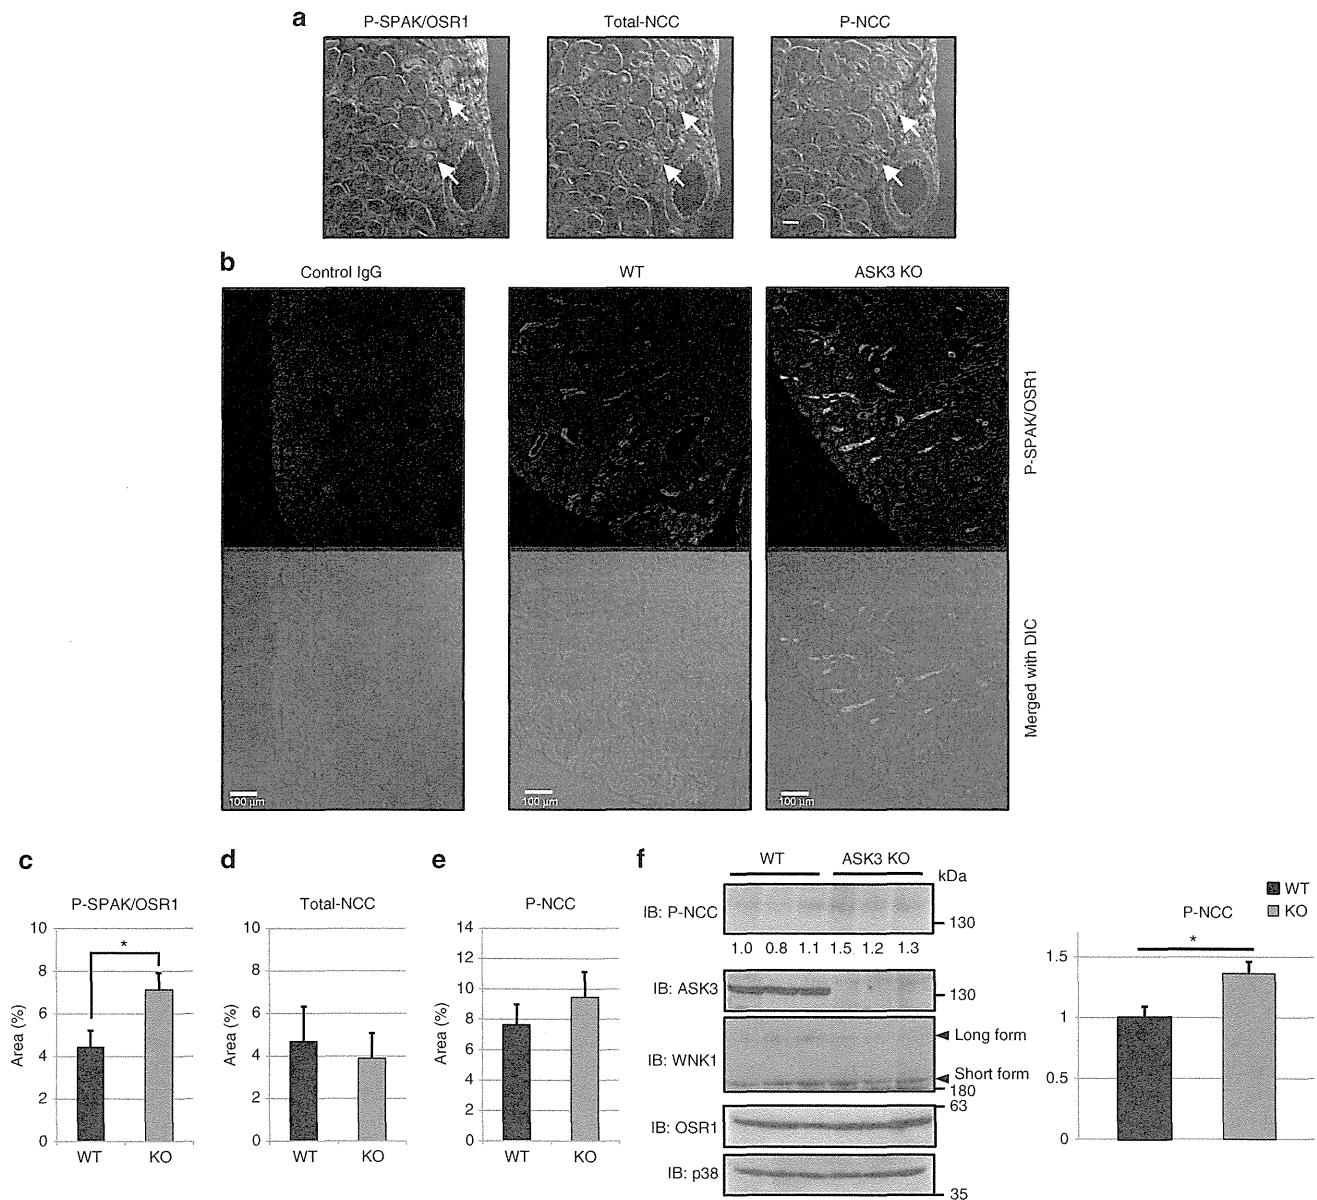 a
P-SPAK/OSR1
Total-NCC
P-NCC
b
Control IgG
WT
ASK3 KO
P-SPAK/OSR1
Merged with DIC
100 µm
100 µm
100 µm
c
P-SPAK/OSR1
Area (%)
10
8
6
4
2
0
WT
KO
*
d
Total-NCC
Area (%)
10
8
6
4
2
0
WT
KO
e
P-NCC
Area (%)
14
12
10
8
6
4
2
0
WT
KO
f
WT
ASK3 KO
kDa
IB: P-NCC
130
1.0 0.8 1.1 1.5 1.2 1.3
IB: ASK3
130
IB: WNK1
Long form
Short form
180
IB: OSR1
63
IB: p38
35
WT
KO
P-NCC
*
1.5
1
0.5
0